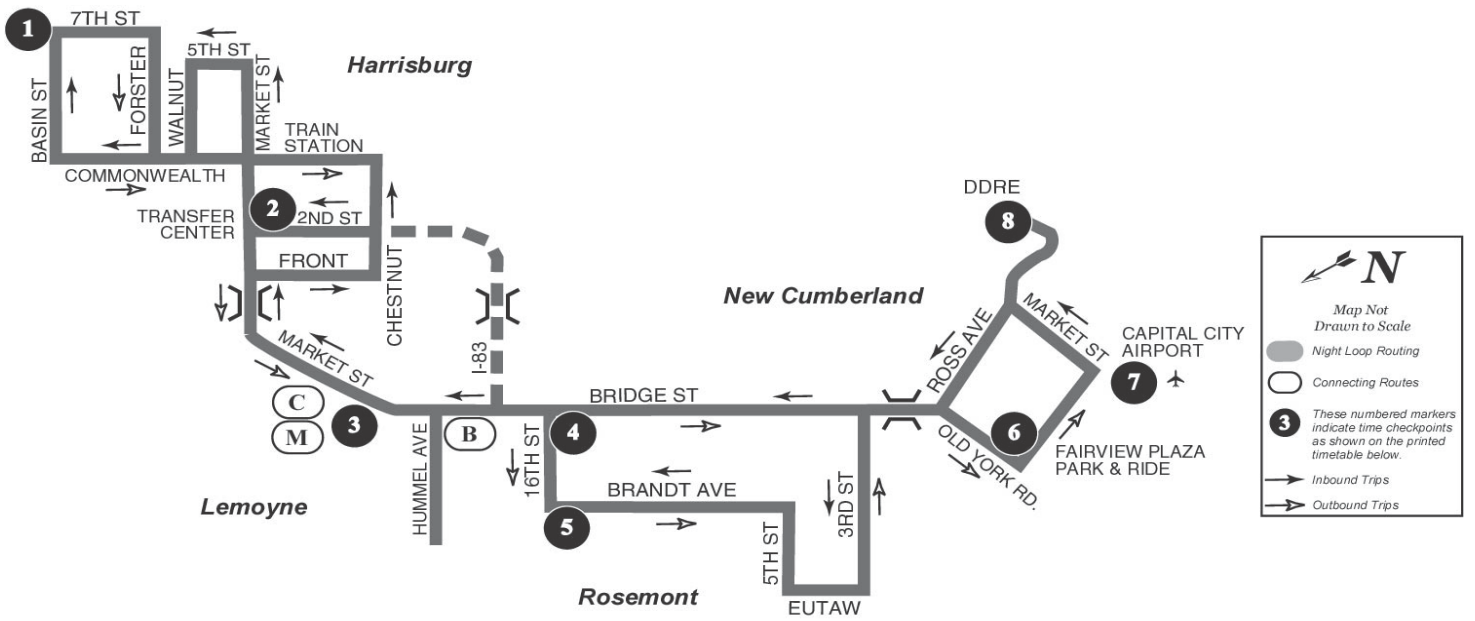 1
7TH ST
5TH ST
Harrisburg
BASIN ST
FORSTER
WALNUT
MARKET ST
TRAIN
STATION
COMMONWEALTH
TRANSFER
CENTER
2
2ND ST
FRONT
CHESTNUT
MARKET ST
I-83
C
M
3
HUMMEL AVE
B
Lemoyne
BRIDGE ST
4
16TH ST
BRANDT AVE
5
5TH ST
3RD ST
EUTAW
Rosemont
New Cumberland
DDRE
8
ROSS AVE
MARKET ST
CAPITAL CITY
AIRPORT
7
6
OLD YORK RD.
FAIRVIEW PLAZA
PARK & RIDE
N
Map Not
Drawn to Scale
Night Loop Routing
Connecting Routes
3
These numbered markers
indicate time checkpoints
as shown on the printed
timetable below.
Inbound Trips
Outbound Trips